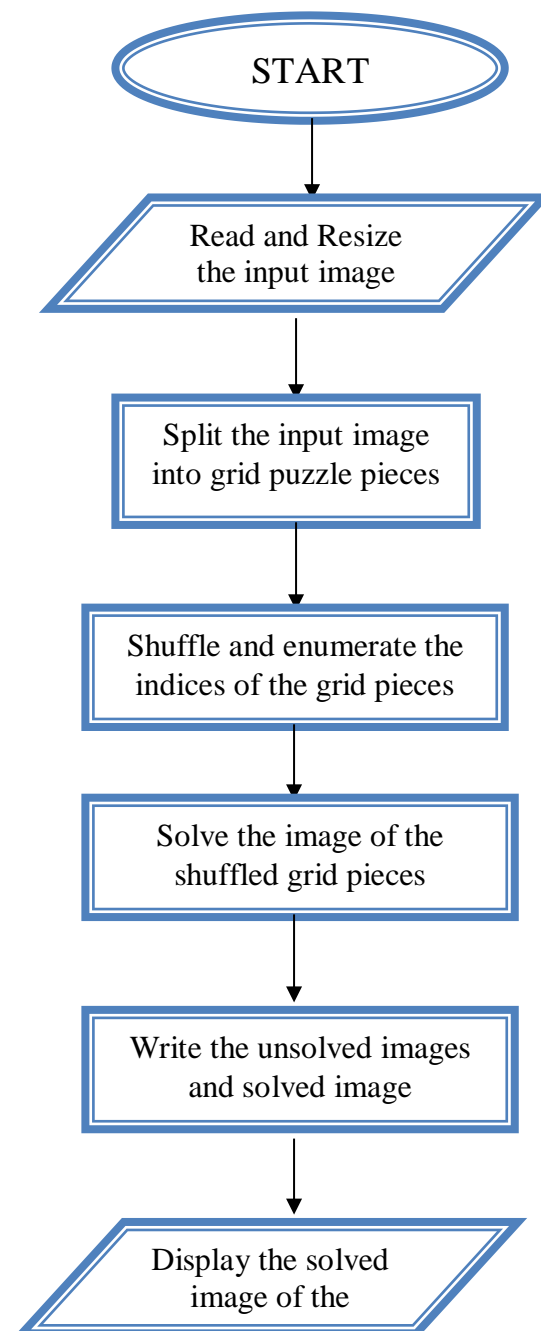 START
Read and Resize
the input image
Split the input image
into grid puzzle pieces
Shuffle and enumerate the
indices of the grid pieces
Solve the image of the
shuffled grid pieces
Write the unsolved images
and solved image
Display the solved
image of the